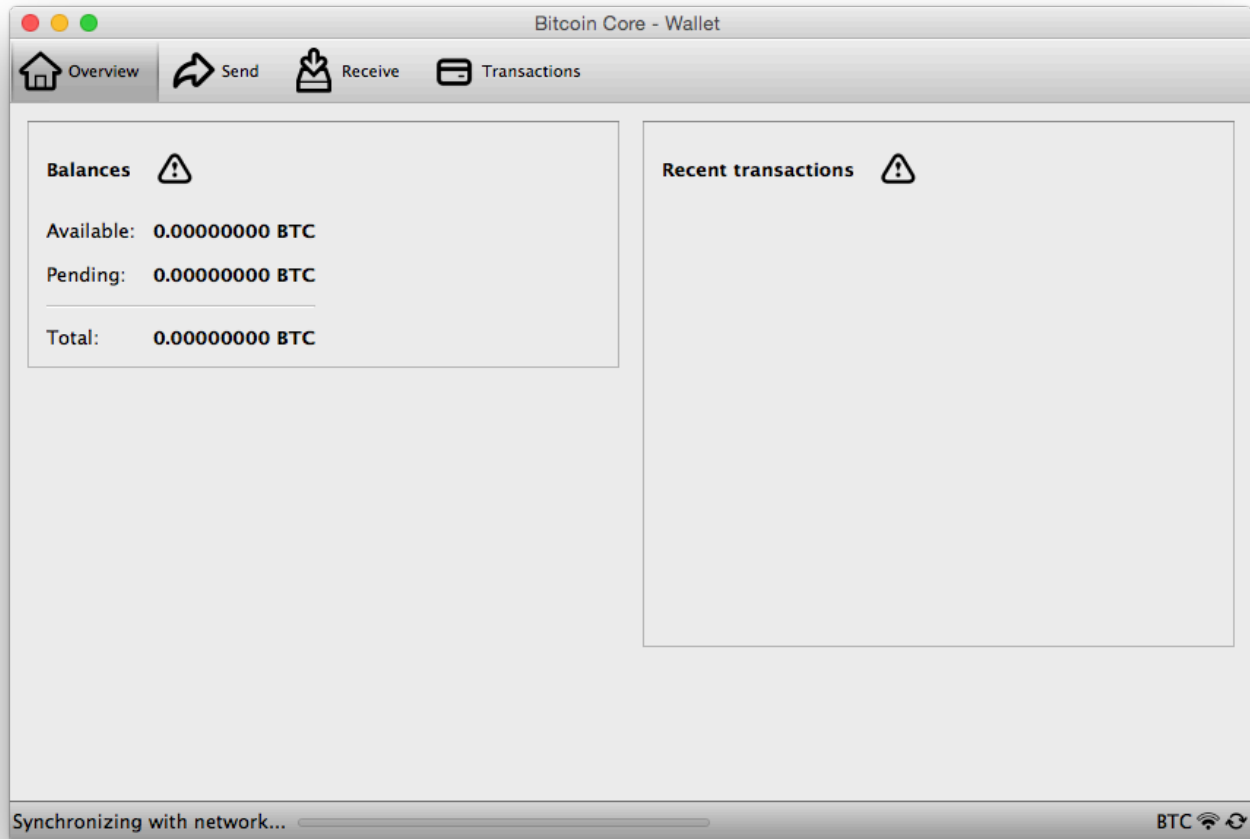 Bitcoin Core - Wallet
Overview Send Receive Transactions
Balances
Available: 0.00000000 BTC
Pending: 0.00000000 BTC
Total: 0.00000000 BTC
Recent transactions
Synchronizing with network... BTC